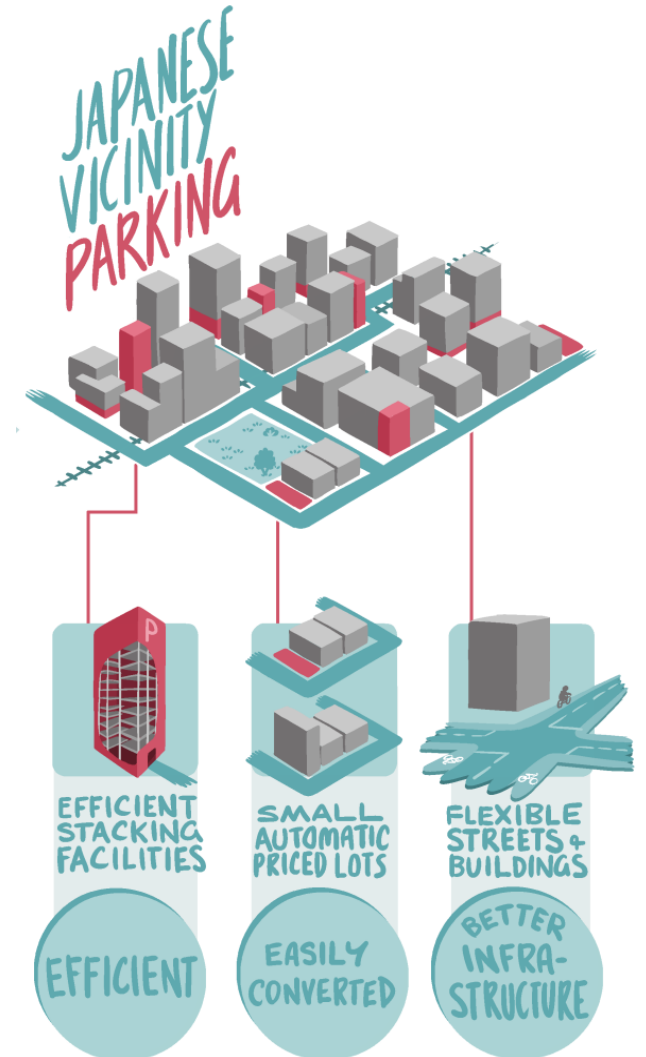 JAPANESE
VICINITY
PARKING
P
EFFICIENT
STACKING
FACILITIES
SMALL
AUTOMATIC
PRICED LOTS
FLEXIBLE
STREETS +
BUILDINGS
EFFICIENT
EASILY
CONVERTED
BETTER
INFRA-
STRUCTURE